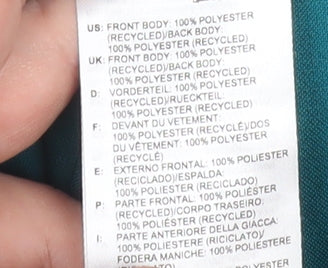 US: FRONT BODY: 100% POLYESTER
(RECYCLED)/BACK BODY:
100% POLYESTER (RECYCLED)
UK: FRONT BODY: 100% POLYESTER
(RECYCLED)/BACK BODY:
100% POLYESTER (RECYCLED)
D: VORDERTEIL: 100% POLYESTER
(RECYCLED)/RUECKTEIL:
100% POLYESTER (RECYCLED)
F: DEVANT DU VETEMENT:
100% POLYESTER (RECYCLÉ)/DOS
DU VÊTEMENT: 100% POLYESTER
(RECYCLÉ)
E: EXTERNO FRONTAL: 100% POLIESTER
(RECICLADO)/ESPALDA:
100% POLIESTER (RECICLADO)
P: PARTE FRONTAL: 100% POLIÉSTER
(RECYCLED)/CORPO TRASEIRO:
100% POLIÉSTER (RECYCLED)
I: PARTE ANTERIORE DELLA GIACCA:
100% POLIESTERE (RICICLATO)/
FODERA MANICHE: 100% POLIESTERE